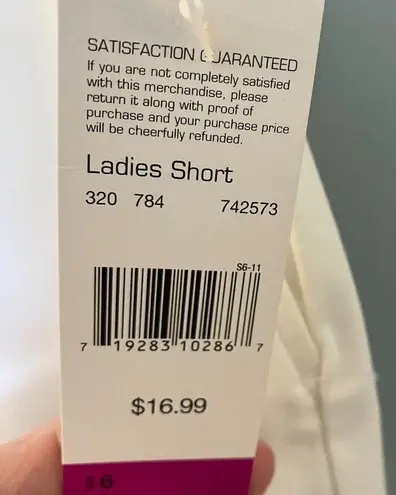 SATISFACTION GUARANTEED
If you are not completely satisfied
with this merchandise, please
return it along with proof of
purchase and your purchase price
will be cheerfully refunded.
Ladies Short
320 784 742573
S6-11
7 19283 10286 7
$16.99
6